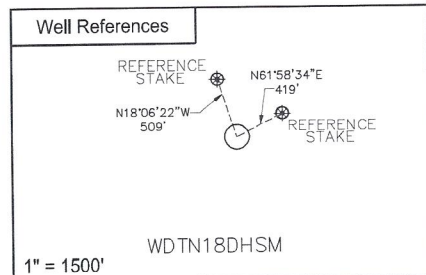 Well References
REFERENCE
STAKE
N61°58'34"E
419'
N18°06'22"W
509'
REFERENCE
STAKE
WDTN18DHSM
1" = 1500'